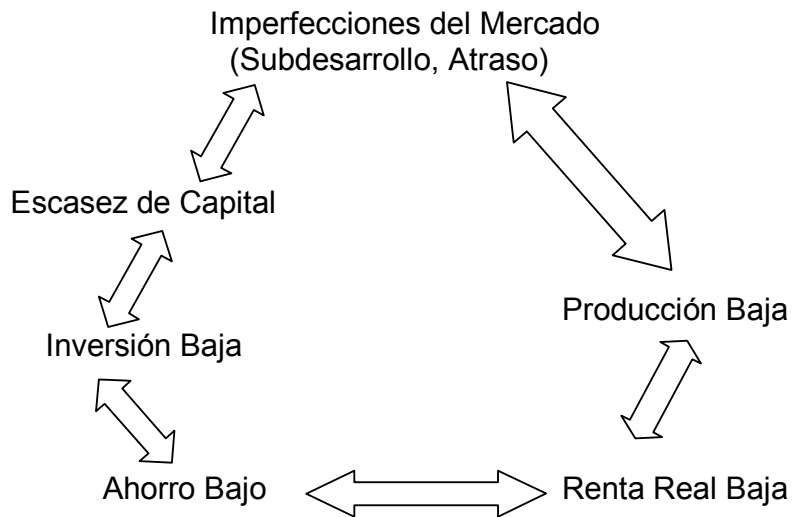 Imperfecciones del Mercado
(Subdesarrollo, Atraso)
Escasez de Capital
Producción Baja
Inversión Baja
Ahorro Bajo
Renta Real Baja